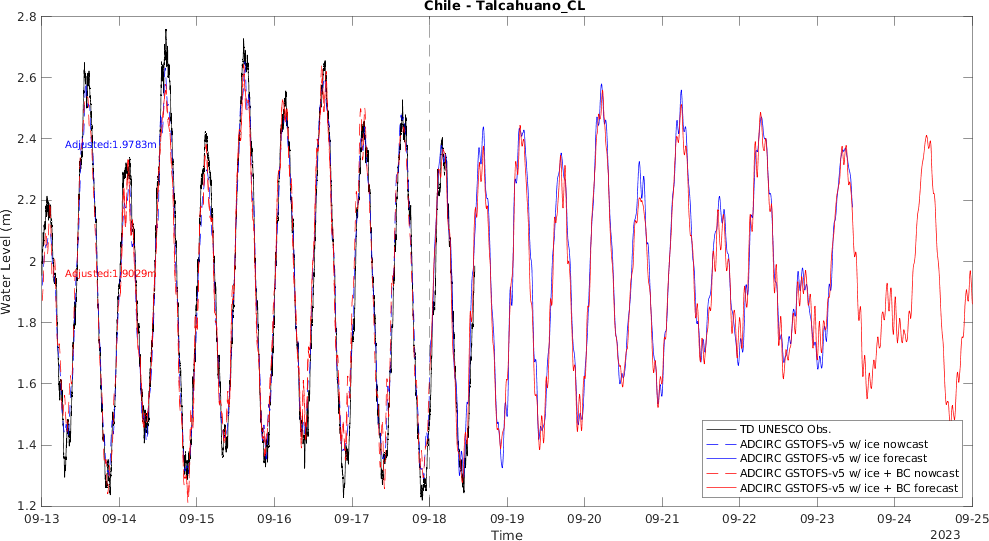 Chile - Talcahuano_CL
Water Level (m)
2.8
2.6
2.4
2.2
2
1.8
1.6
1.4
1.2
Adjusted:1.9783m
Adjusted:1.9029m
TD UNESCO Obs.
ADCIRC GSTOFS-v5 w/ ice nowcast
ADCIRC GSTOFS-v5 w/ ice forecast
ADCIRC GSTOFS-v5 w/ ice + BC nowcast
ADCIRC GSTOFS-v5 w/ ice + BC forecast
09-13 09-14 09-15 09-16 09-17 09-18 09-19 09-20 09-21 09-22 09-23 09-24 09-25
Time
2023